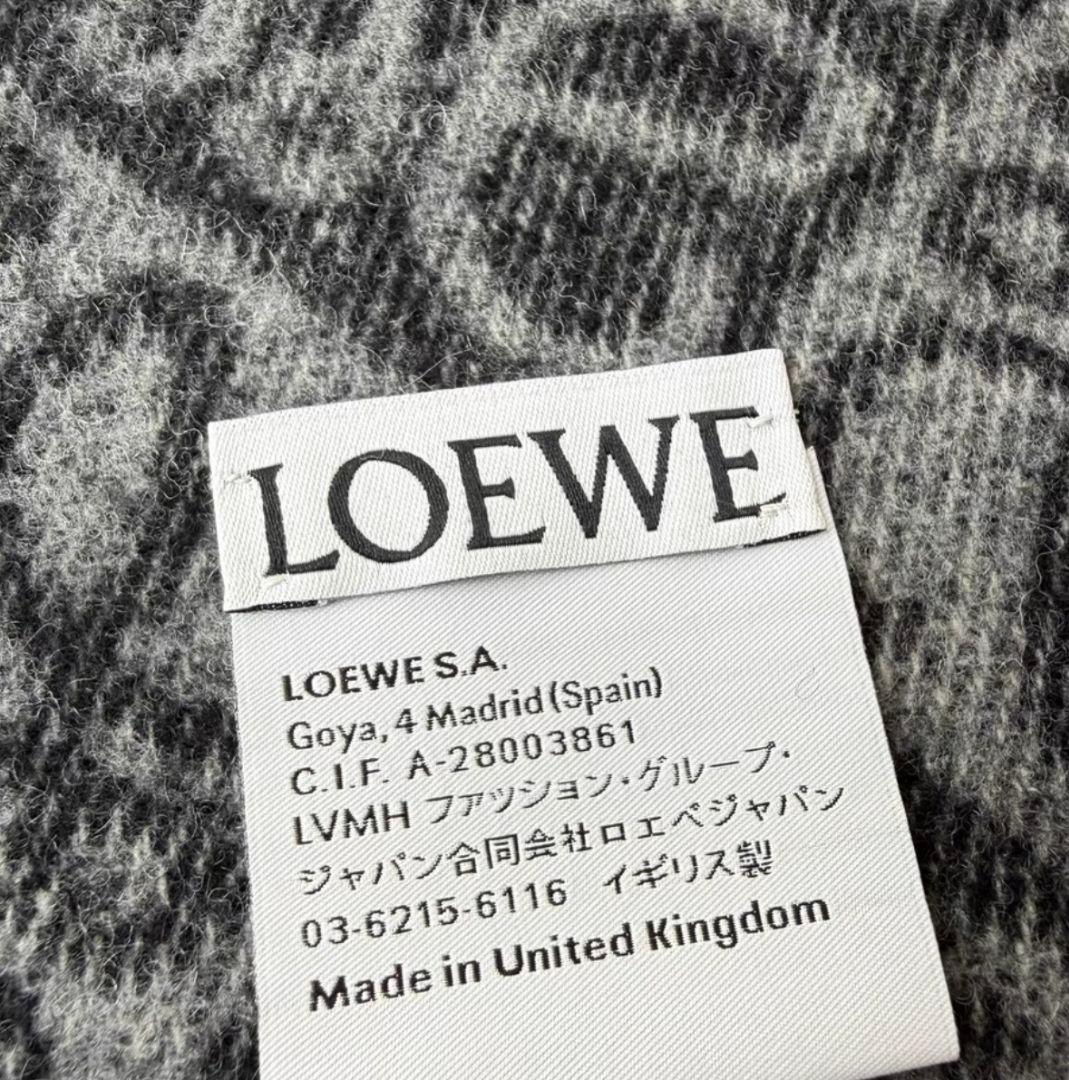 LOEWE
LOEWE S.A.
Goya, 4 Madrid (Spain)
C.I.F. A-28003861
LVMH ファッション・グループ・
ジャパン合同会社ロエベジャパン
03-6215-6116 イギリス製
Made in United Kingdom